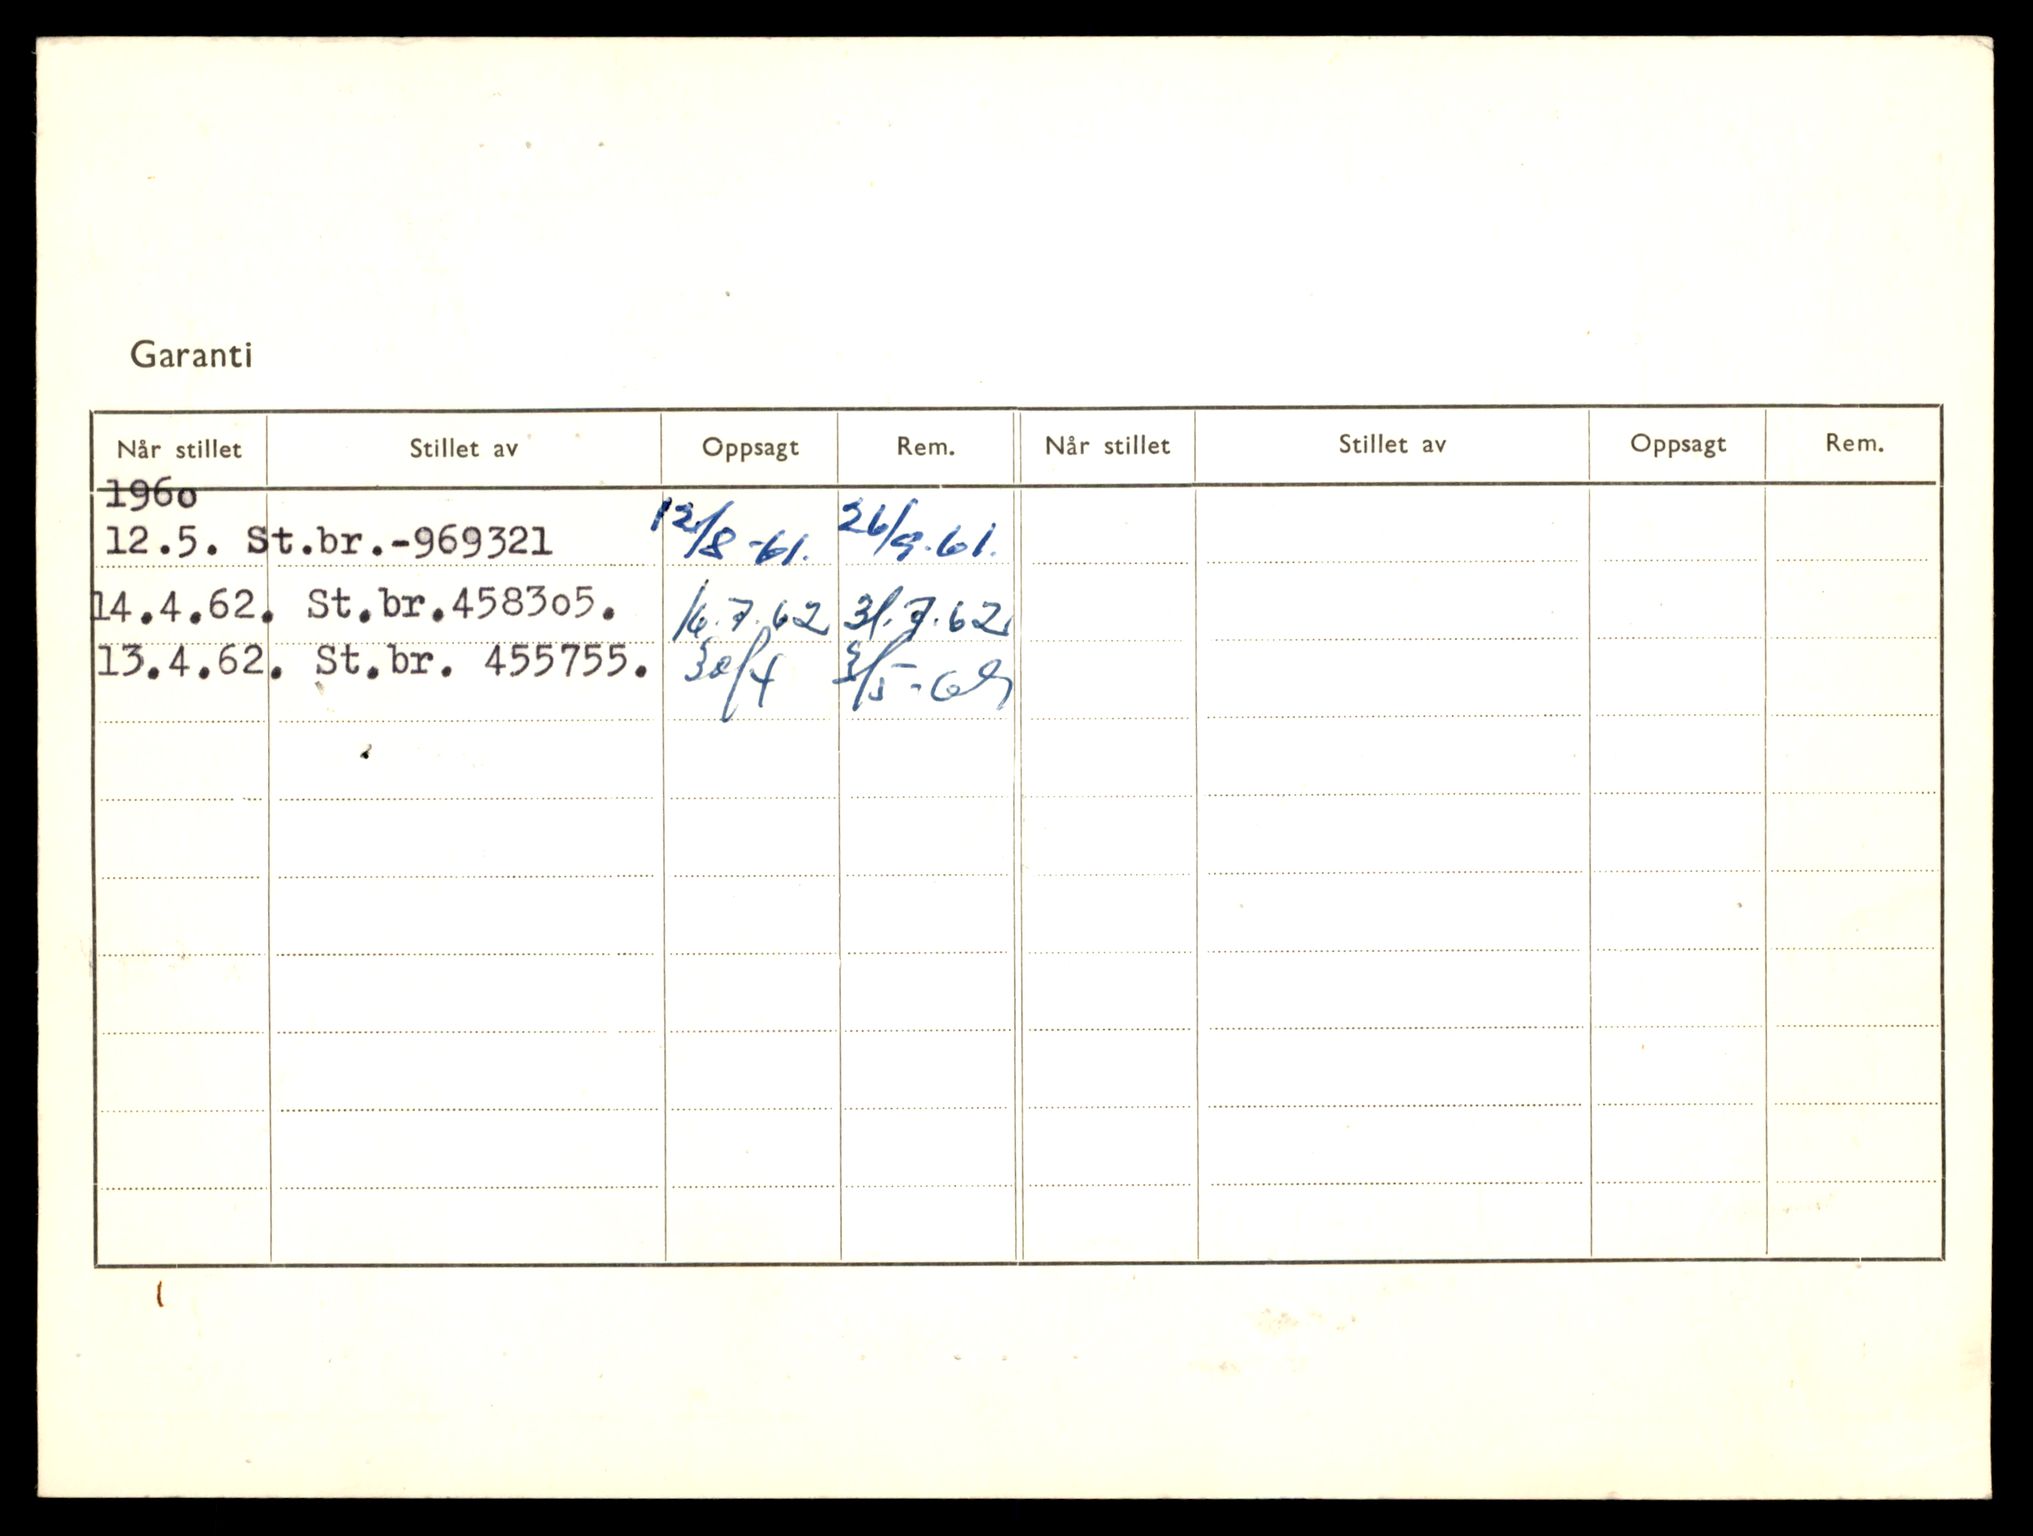 Garanti
Når stillet Stillet av Oppsagt Rem. Når stillet Stillet av Oppsagt Rem.
1960
12.5. St.br.-969321 12/8-61. 26/9.61.
14.4.62. St.br.458305. 16.7.62 31.7.62
13.4.62. St.br. 455755. 30/4 3/5-